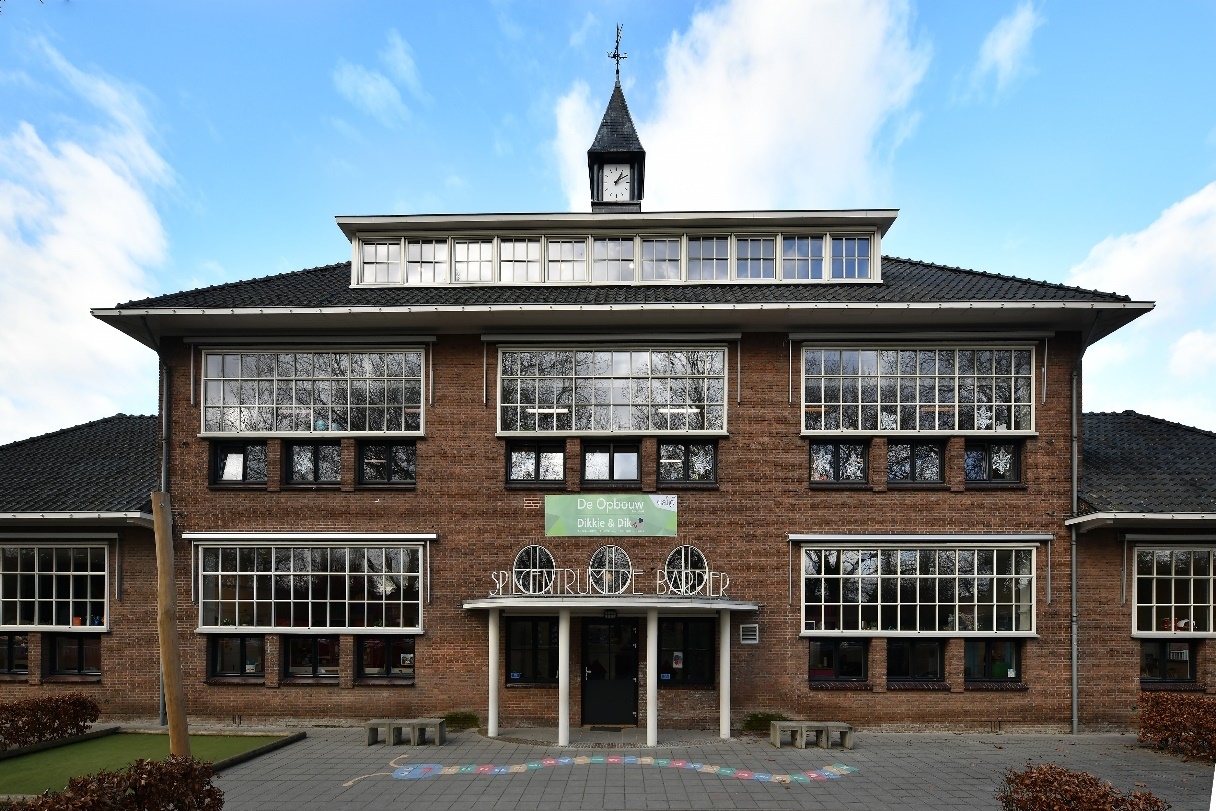 De Opbouw
Dikkie & Dik
SPILCENTRUM DE BARRIER